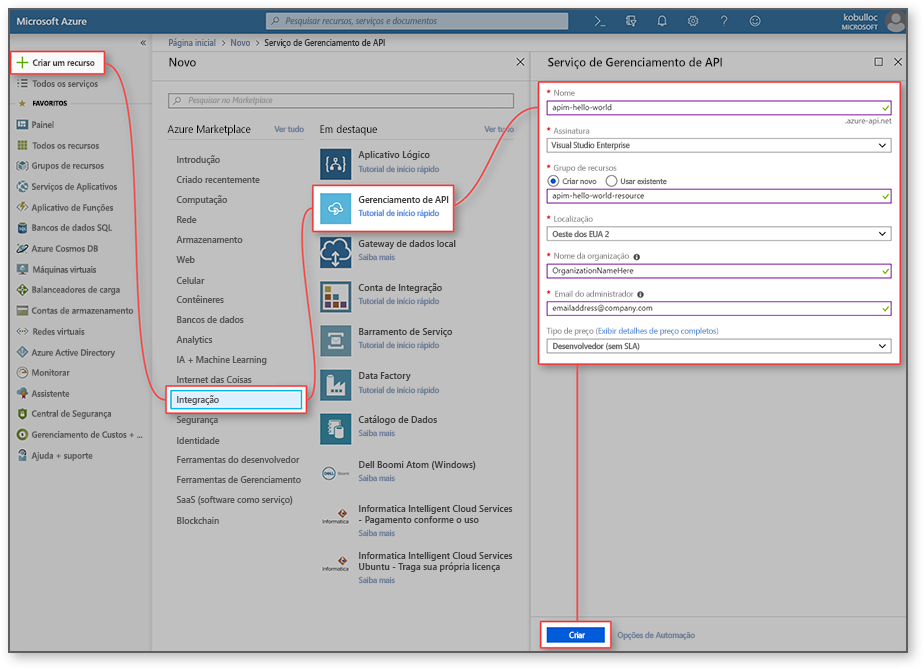 Microsoft Azure
Pesquisar recursos, serviços e documentos
kobulloc
MICROSOFT
Criar um recurso
Todos os serviços
FAVORITOS
Painel
Todos os recursos
Grupos de recursos
Serviços de Aplicativos
Aplicativo de Funções
Bancos de dados SQL
Azure Cosmos DB
Máquinas virtuais
Balanceadores de carga
Contas de armazenamento
Redes virtuais
Azure Active Directory
Monitorar
Assistente
Central de Segurança
Gerenciamento de Custos + ...
Ajuda + suporte
Página inicial > Novo > Serviço de Gerenciamento de API
Novo
Pesquisar no Marketplace
Azure Marketplace Ver tudo
Introdução
Criado recentemente
Computação
Rede
Armazenamento
Web
Celular
Contêineres
Bancos de dados
Analytics
IA + Machine Learning
Internet das Coisas
Integração
Segurança
Identidade
Ferramentas do desenvolvedor
Ferramentas de Gerenciamento
SaaS (software como serviço)
Blockchain
Em destaque Ver tudo
Aplicativo Lógico
Tutorial de início rápido
Gerenciamento de API
Tutorial de início rápido
Gateway de dados local
Saiba mais
Conta de Integração
Tutorial de início rápido
Barramento de Serviço
Tutorial de início rápido
Data Factory
Tutorial de início rápido
Catálogo de Dados
Saiba mais
DELL Boomi
Dell Boomi Atom (Windows)
Saiba mais
Informatica
Informatica Intelligent Cloud Services
- Pagamento conforme o uso
Saiba mais
Informatica
Informatica Intelligent Cloud Services
Ubuntu - Traga sua própria licença
Saiba mais
Serviço de Gerenciamento de API
* Nome
apim-hello-world
.azure-api.net
* Assinatura
Visual Studio Enterprise
* Grupo de recursos
Criar novo Usar existente
apim-hello-world-resource
* Localização
Oeste dos EUA 2
* Nome da organização
OrganizationNameHere
* Email do administrador
emailaddress@company.com
Tipo de preço (Exibir detalhes de preço completos)
Desenvolvedor (sem SLA)
Criar
Opções de Automação